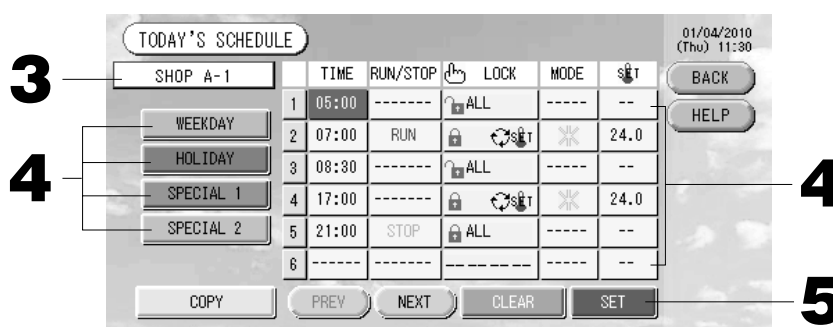 TODAY'S SCHEDULE
01/04/2010
(Thu) 11:30
3
SHOP A-1
TIME RUN/STOP LOCK MODE SET
BACK
HELP
1 05:00 ------- ALL ----- --
WEEKDAY
2 07:00 RUN SET 24.0
HOLIDAY
3 08:30 ------- ALL ----- --
4
SPECIAL 1
4 17:00 ------- SET 24.0
4
SPECIAL 2
5 21:00 STOP ALL ----- --
6 ----- ------- --------- ----- --
COPY
PREV NEXT CLEAR SET
5